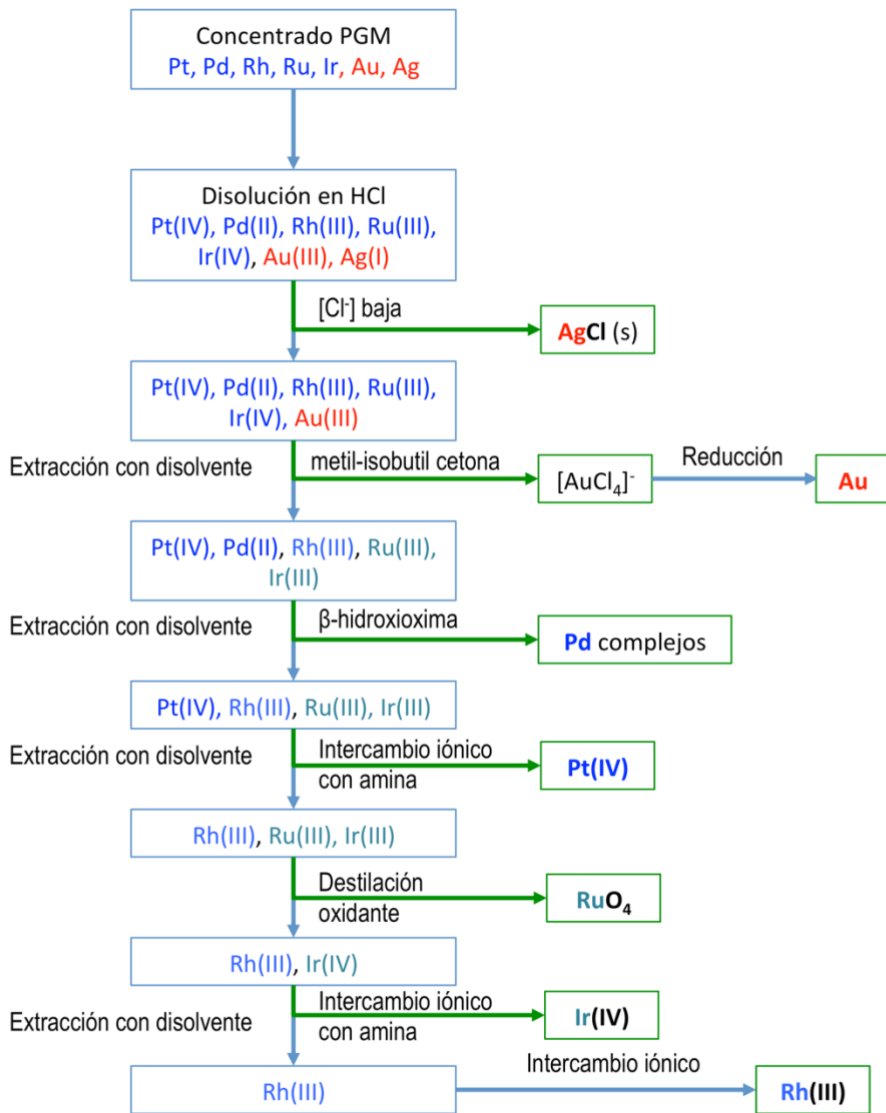 Concentrado PGM
Pt, Pd, Rh, Ru, Ir, Au, Ag
Disolución en HCl
Pt(IV), Pd(II), Rh(III), Ru(III),
Ir(IV), Au(III), Ag(I)
[Cl⁻] baja
AgCl (s)
Pt(IV), Pd(II), Rh(III), Ru(III),
Ir(IV), Au(III)
Extracción con disolvente
metil-isobutil cetona
[AuCl₄]⁻
Reducción
Au
Pt(IV), Pd(II), Rh(III), Ru(III),
Ir(III)
Extracción con disolvente
β-hidroxioxima
Pd complejos
Pt(IV), Rh(III), Ru(III), Ir(III)
Extracción con disolvente
Intercambio iónico
con amina
Pt(IV)
Rh(III), Ru(III), Ir(III)
Destilación
oxidante
RuO₄
Rh(III), Ir(IV)
Extracción con disolvente
Intercambio iónico
con amina
Ir(IV)
Rh(III)
Intercambio iónico
Rh(III)